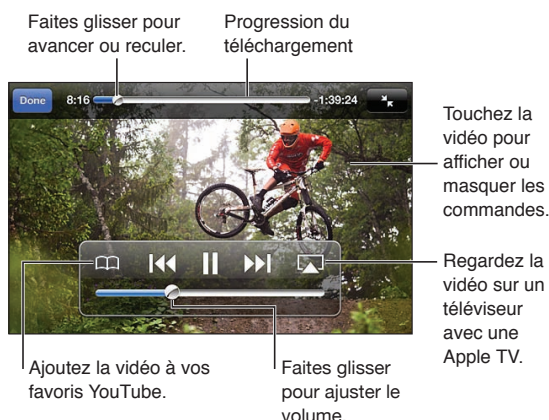 Faites glisser pour
avancer ou reculer.
Progression du
téléchargement
Done
8:16
-1:39:24
Touchez la
vidéo pour
afficher ou
masquer les
commandes.
Regardez la
vidéo sur un
téléviseur
avec une
Apple TV.
Ajoutez la vidéo à vos
favoris YouTube.
Faites glisser
pour ajuster le
volume.